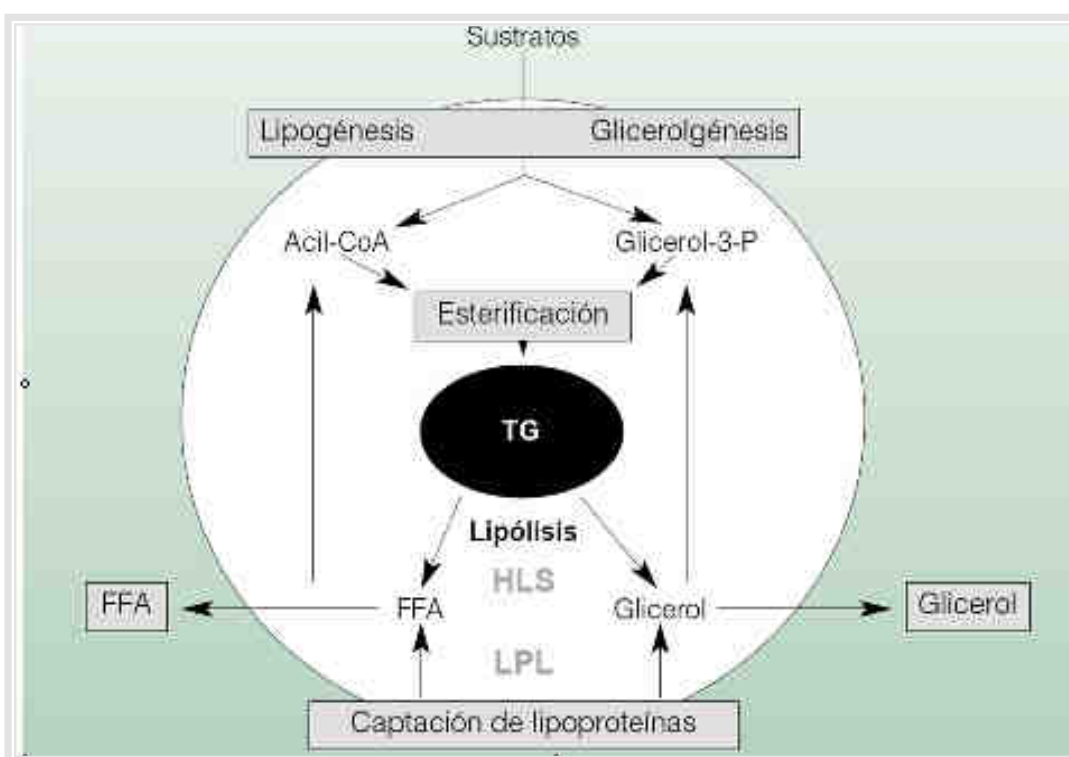 Sustratos
Lipogénesis Glicerolgénesis
Acil-CoA Glicerol-3-P
Esterificación
TG
Lipólisis
HLS
FFA FFA Glicerol Glicerol
LPL
Captación de lipoproteínas